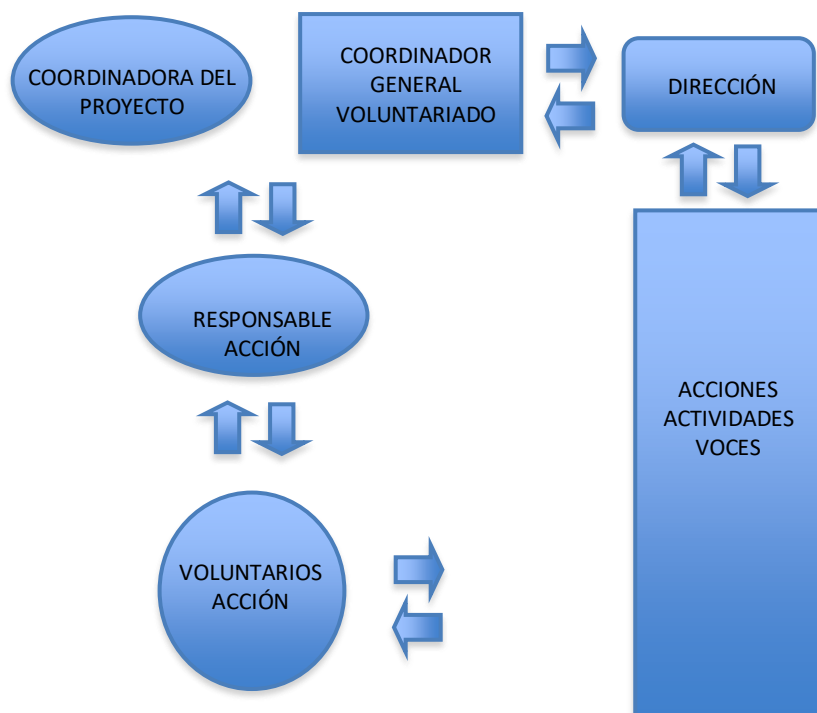 COORDINADORA DEL
PROYECTO
COORDINADOR
GENERAL
VOLUNTARIADO
DIRECCIÓN
RESPONSABLE
ACCIÓN
ACCIONES
ACTIVIDADES
VOCES
VOLUNTARIOS
ACCIÓN